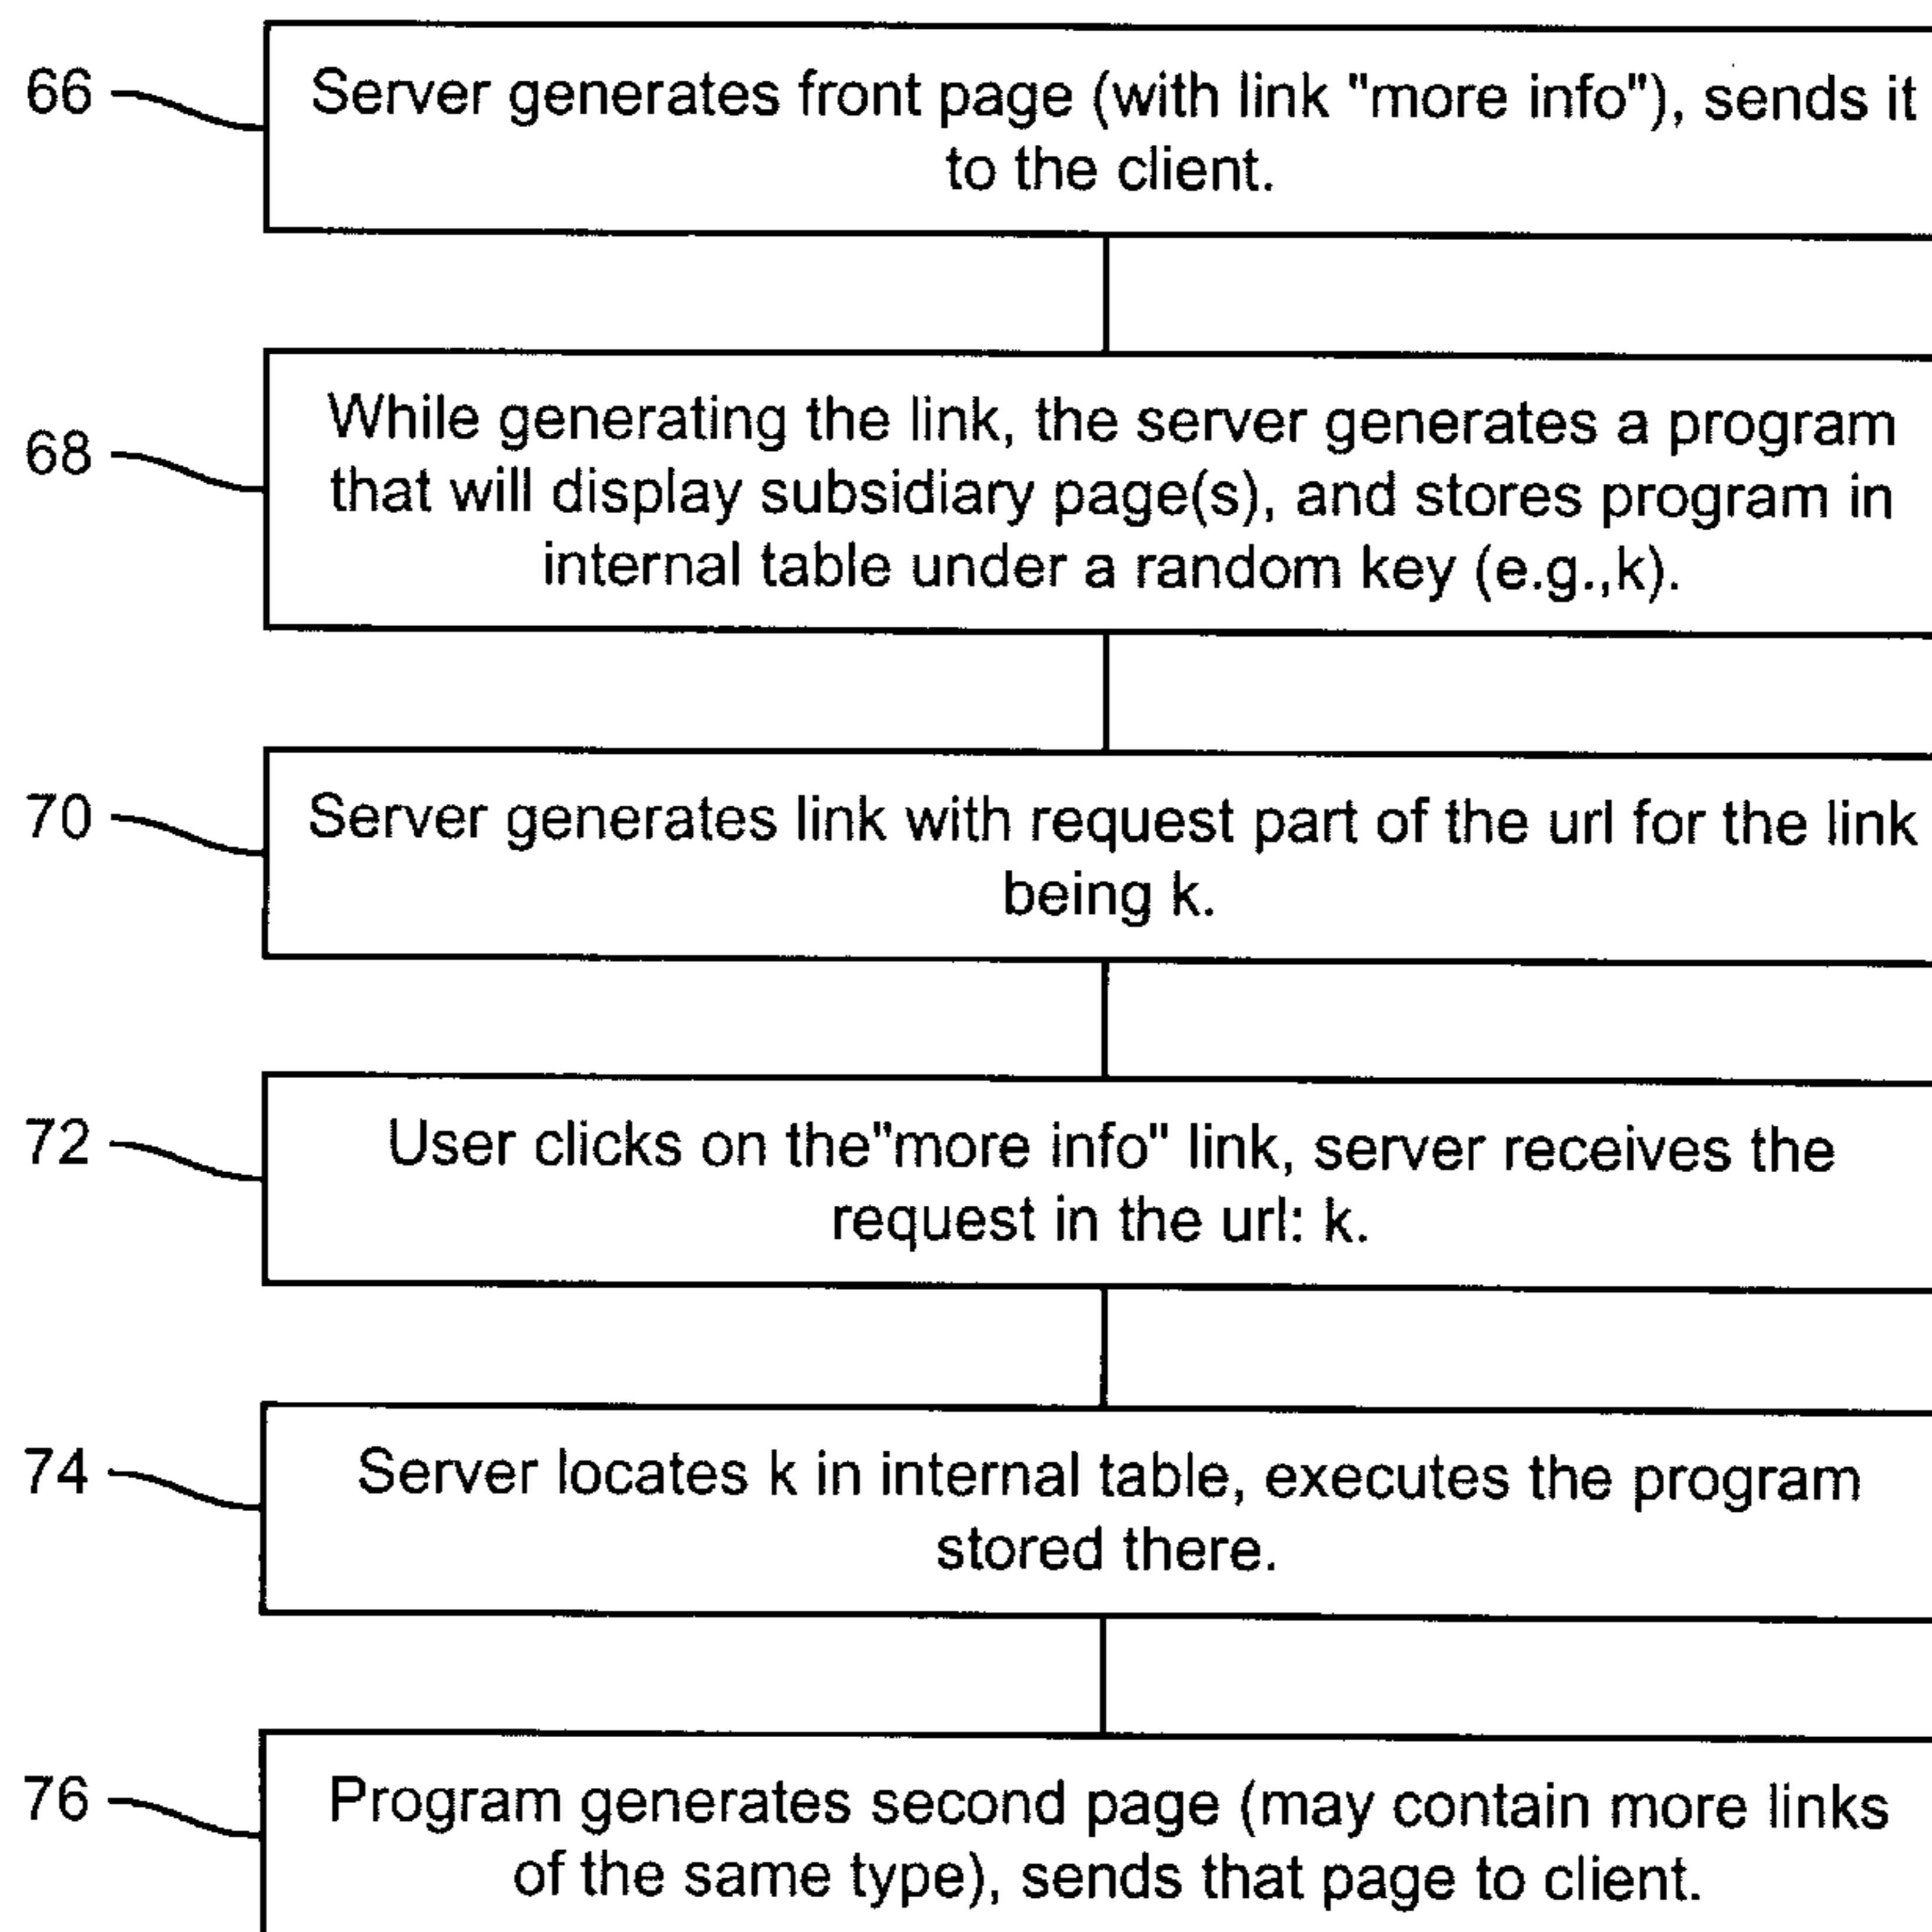 66
Server generates front page (with link "more info"), sends it
to the client.
68
While generating the link, the server generates a program
that will display subsidiary page(s), and stores program in
internal table under a random key (e.g.,k).
70
Server generates link with request part of the url for the link
being k.
72
User clicks on the"more info" link, server receives the
request in the url: k.
74
Server locates k in internal table, executes the program
stored there.
76
Program generates second page (may contain more links
of the same type), sends that page to client.